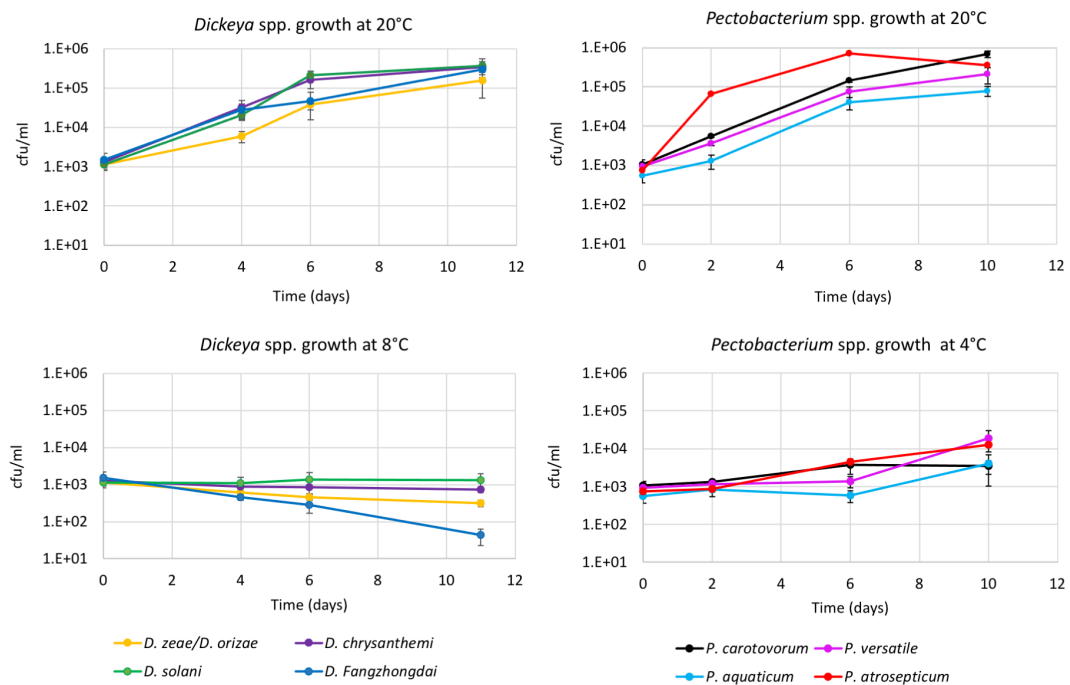 Dickeya spp. growth at 20°C
1.E+06
1.E+05
1.E+04
1.E+03
1.E+02
1.E+01
cfu/ml
0 2 4 6 8 10 12
Time (days)
Pectobacterium spp. growth at 20°C
1.E+06
1.E+05
1.E+04
1.E+03
1.E+02
1.E+01
cfu/ml
0 2 4 6 8 10 12
Time (days)
Dickeya spp. growth at 8°C
1.E+06
1.E+05
1.E+04
1.E+03
1.E+02
1.E+01
cfu/ml
0 2 4 6 8 10 12
Time (days)
D. zeae/D. orizae D. chrysanthemi
D. solani D. Fangzhongdai
Pectobacterium spp. growth at 4°C
1.E+06
1.E+05
1.E+04
1.E+03
1.E+02
1.E+01
cfu/ml
0 2 4 6 8 10 12
Time (days)
P. carotovorum P. versatile
P. aquaticum P. atrosepticum